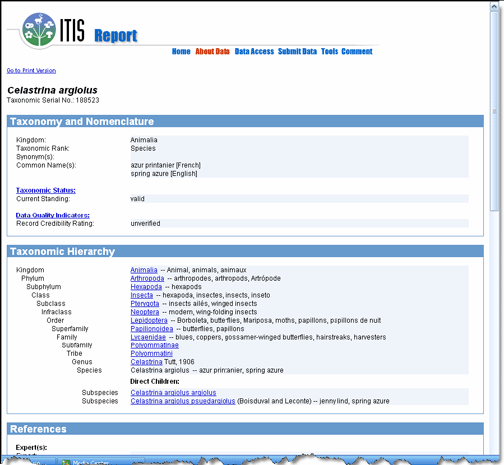 ITIS Report
Home About Data Data Access Submit Data Tools Comment
Go to Print Version
Celastrina argiolus
Taxonomic Serial No.: 188523
Taxonomy and Nomenclature
Kingdom: Animalia
Taxonomic Rank: Species
Synonym(s):
Common Name(s): azur printanier [French]
spring azure [English]
Taxonomic Status:
Current Standing: valid
Data Quality Indicators:
Record Credibility Rating: unverified
Taxonomic Hierarchy
Kingdom Animalia -- Animal, animals, animaux
Phylum Arthropoda -- arthropodes, arthropods, Artrópode
Subphylum Hexapoda -- hexapods
Class Insecta -- hexapoda, insectes, insects, inseto
Subclass Pterygota -- insects ailés, winged insects
Infraclass Neoptera -- modern, wing-folding insects
Order Lepidoptera -- Borboleta, butterflies, Mariposa, moths, papillons, papillons de nuit
Superfamily Papilionoidea -- butterflies, papillons
Family Lycaenidae -- blues, coppers, gossamer-winged butterflies, hairstreaks, harvesters
Subfamily Polyommatinae
Tribe Polyommatini
Genus Celastrina Tutt, 1906
Species Celastrina argiolus -- azur printanier, spring azure
Direct Children:
Subspecies Celastrina argiolus argiolus
Subspecies Celastrina argiolus psuedargiolus (Boisduval and Leconte) -- jenny lind, spring azure
References
Expert(s):